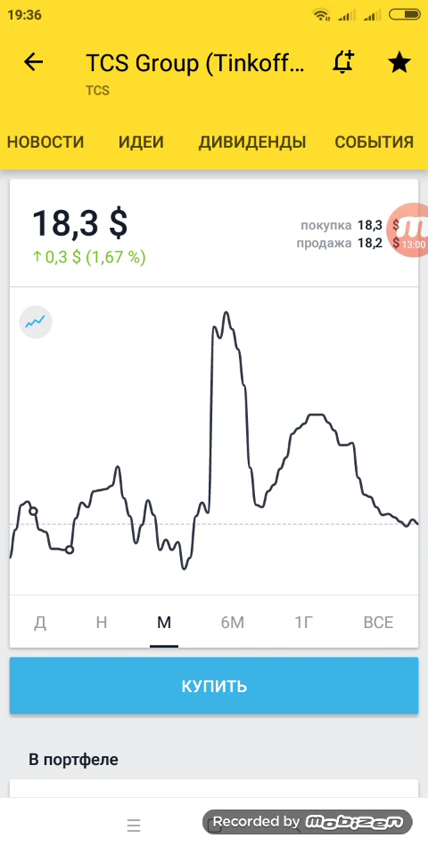 19:36
TCS Group (Tinkoff...
TCS
НОВОСТИ ИДЕИ ДИВИДЕНДЫ СОБЫТИЯ
18,3 $
↑ 0,3 $ (1,67 %)
покупка 18,3 $
продажа 18,2 $
13:00
Д Н М 6М 1Г ВСЕ
КУПИТЬ
В портфеле
Recorded by mobizen